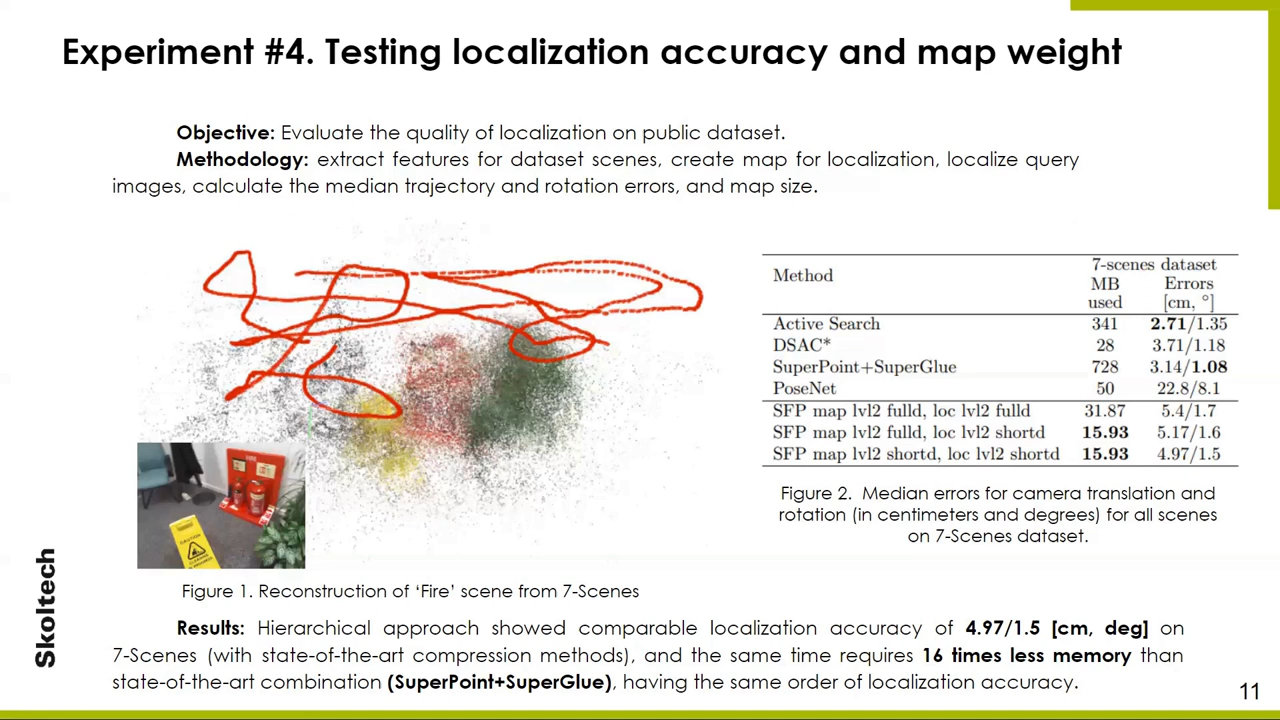 Experiment #4. Testing localization accuracy and map weight
Objective: Evaluate the quality of localization on public dataset.
Methodology: extract features for dataset scenes, create map for localization, localize query
images, calculate the median trajectory and rotation errors, and map size.
Method
7-scenes dataset
MB Errors
used [cm, °]
Active Search 341 2.71/1.35
DSAC* 28 3.71/1.18
SuperPoint+SuperGlue 728 3.14/1.08
PoseNet 50 22.8/8.1
SFP map lvl2 fulld, loc lvl2 fulld 31.87 5.4/1.7
SFP map lvl2 fulld, loc lvl2 shortd 15.93 5.17/1.6
SFP map lvl2 shortd, loc lvl2 shortd 15.93 4.97/1.5
Figure 2. Median errors for camera translation and
rotation (in centimeters and degrees) for all scenes
on 7-Scenes dataset.
CAUTION
Figure 1. Reconstruction of ‘Fire’ scene from 7-Scenes
Skoltech
Results: Hierarchical approach showed comparable localization accuracy of 4.97/1.5 [cm, deg] on
7-Scenes (with state-of-the-art compression methods), and the same time requires 16 times less memory than
state-of-the-art combination (SuperPoint+SuperGlue), having the same order of localization accuracy.
11